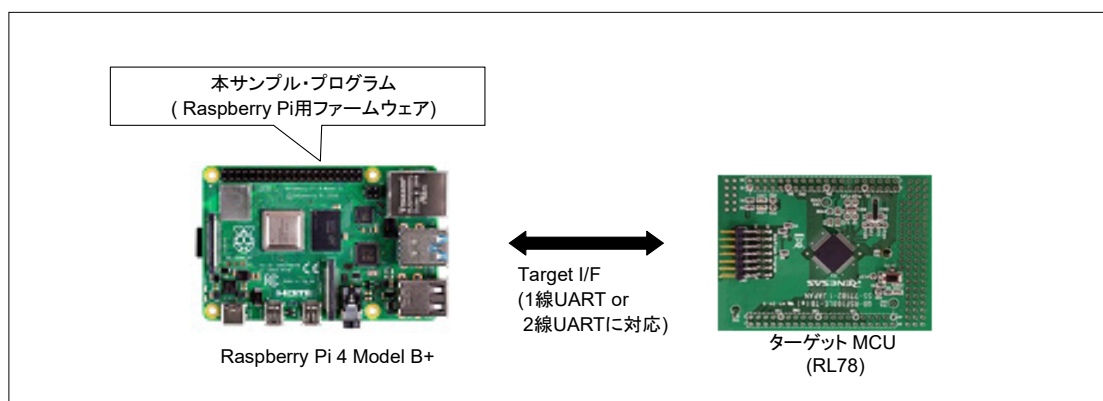 本サンプル・プログラム
( Raspberry Pi用ファームウェア)
Target I/F
(1線UART or
2線UARTに対応)
Raspberry Pi 4 Model B+
ターゲット MCU
(RL78)
HDMI
RENESAS